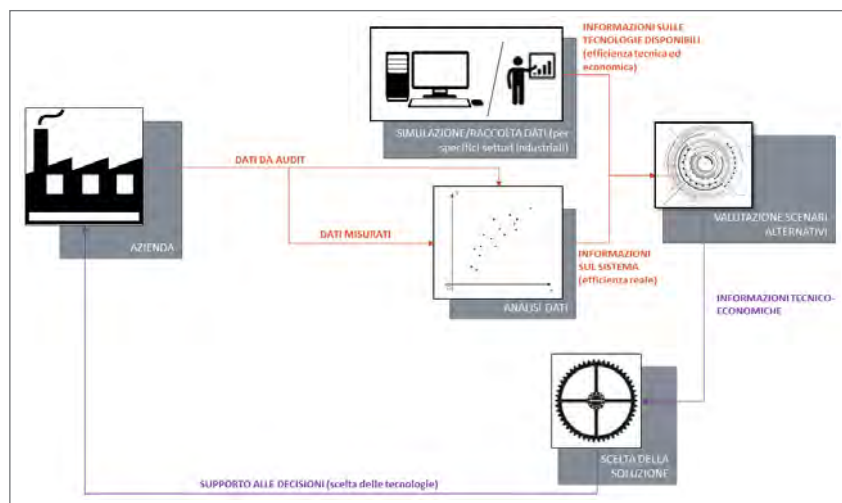 INFORMAZIONI SULLE
TECNOLOGIE DISPONIBILI
(efficienza tecnica ed
economica)
SIMULAZIONE/RACCOLTA DATI (per
specifici settori industriali)
DATI DA AUDIT
AZIENDA
DATI MISURATI
VALUTAZIONE SCENARI
ALTERNATIVI
INFORMAZIONI
SUL SISTEMA
(efficienza reale)
ANALISI DATI
INFORMAZIONI TECNICO-
ECONOMICHE
SCELTA DELLA
SOLUZIONE
SUPPORTO ALLE DECISIONI (scelta delle tecnologie)